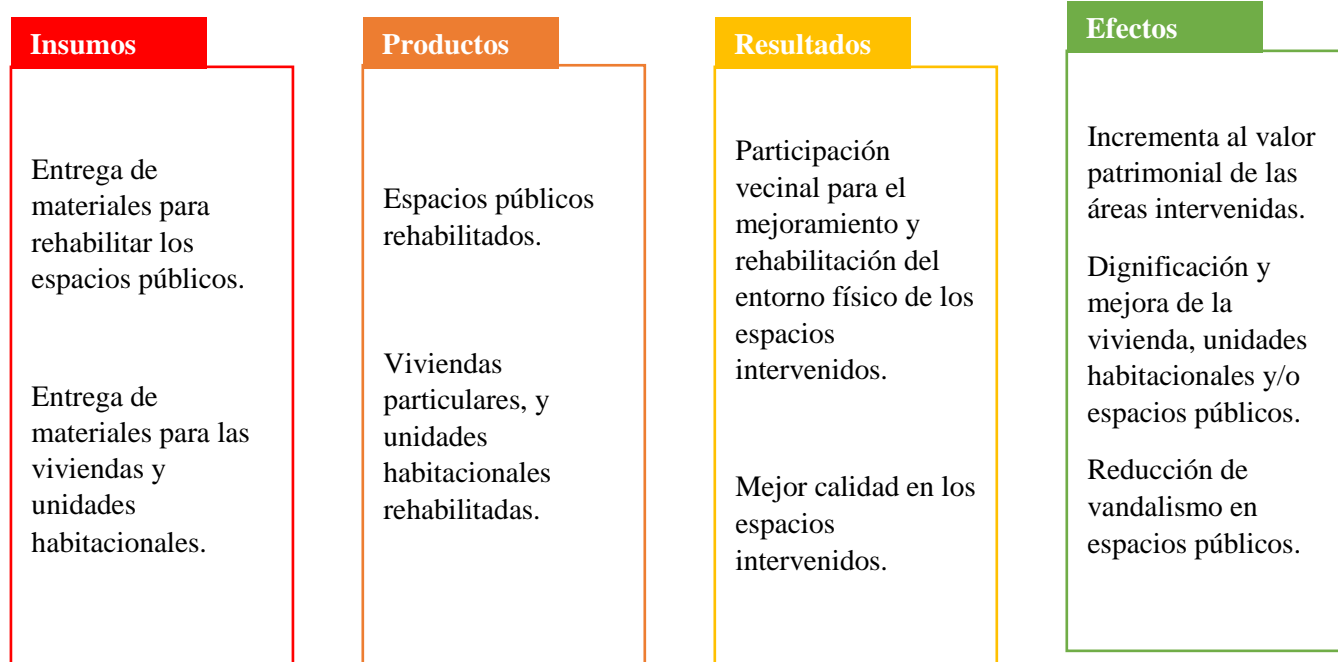 Insumos
Entrega de
materiales para
rehabilitar los
espacios públicos.
Entrega de
materiales para las
viviendas y
unidades
habitacionales.
Productos
Espacios públicos
rehabilitados.
Viviendas
particulares, y
unidades
habitacionales
rehabilitadas.
Resultados
Participación
vecinal para el
mejoramiento y
rehabilitación del
entorno físico de los
espacios
intervenidos.
Mejor calidad en los
espacios
intervenidos.
Efectos
Incrementa al valor
patrimonial de las
áreas intervenidas.
Dignificación y
mejora de la
vivienda, unidades
habitacionales y/o
espacios públicos.
Reducción de
vandalismo en
espacios públicos.